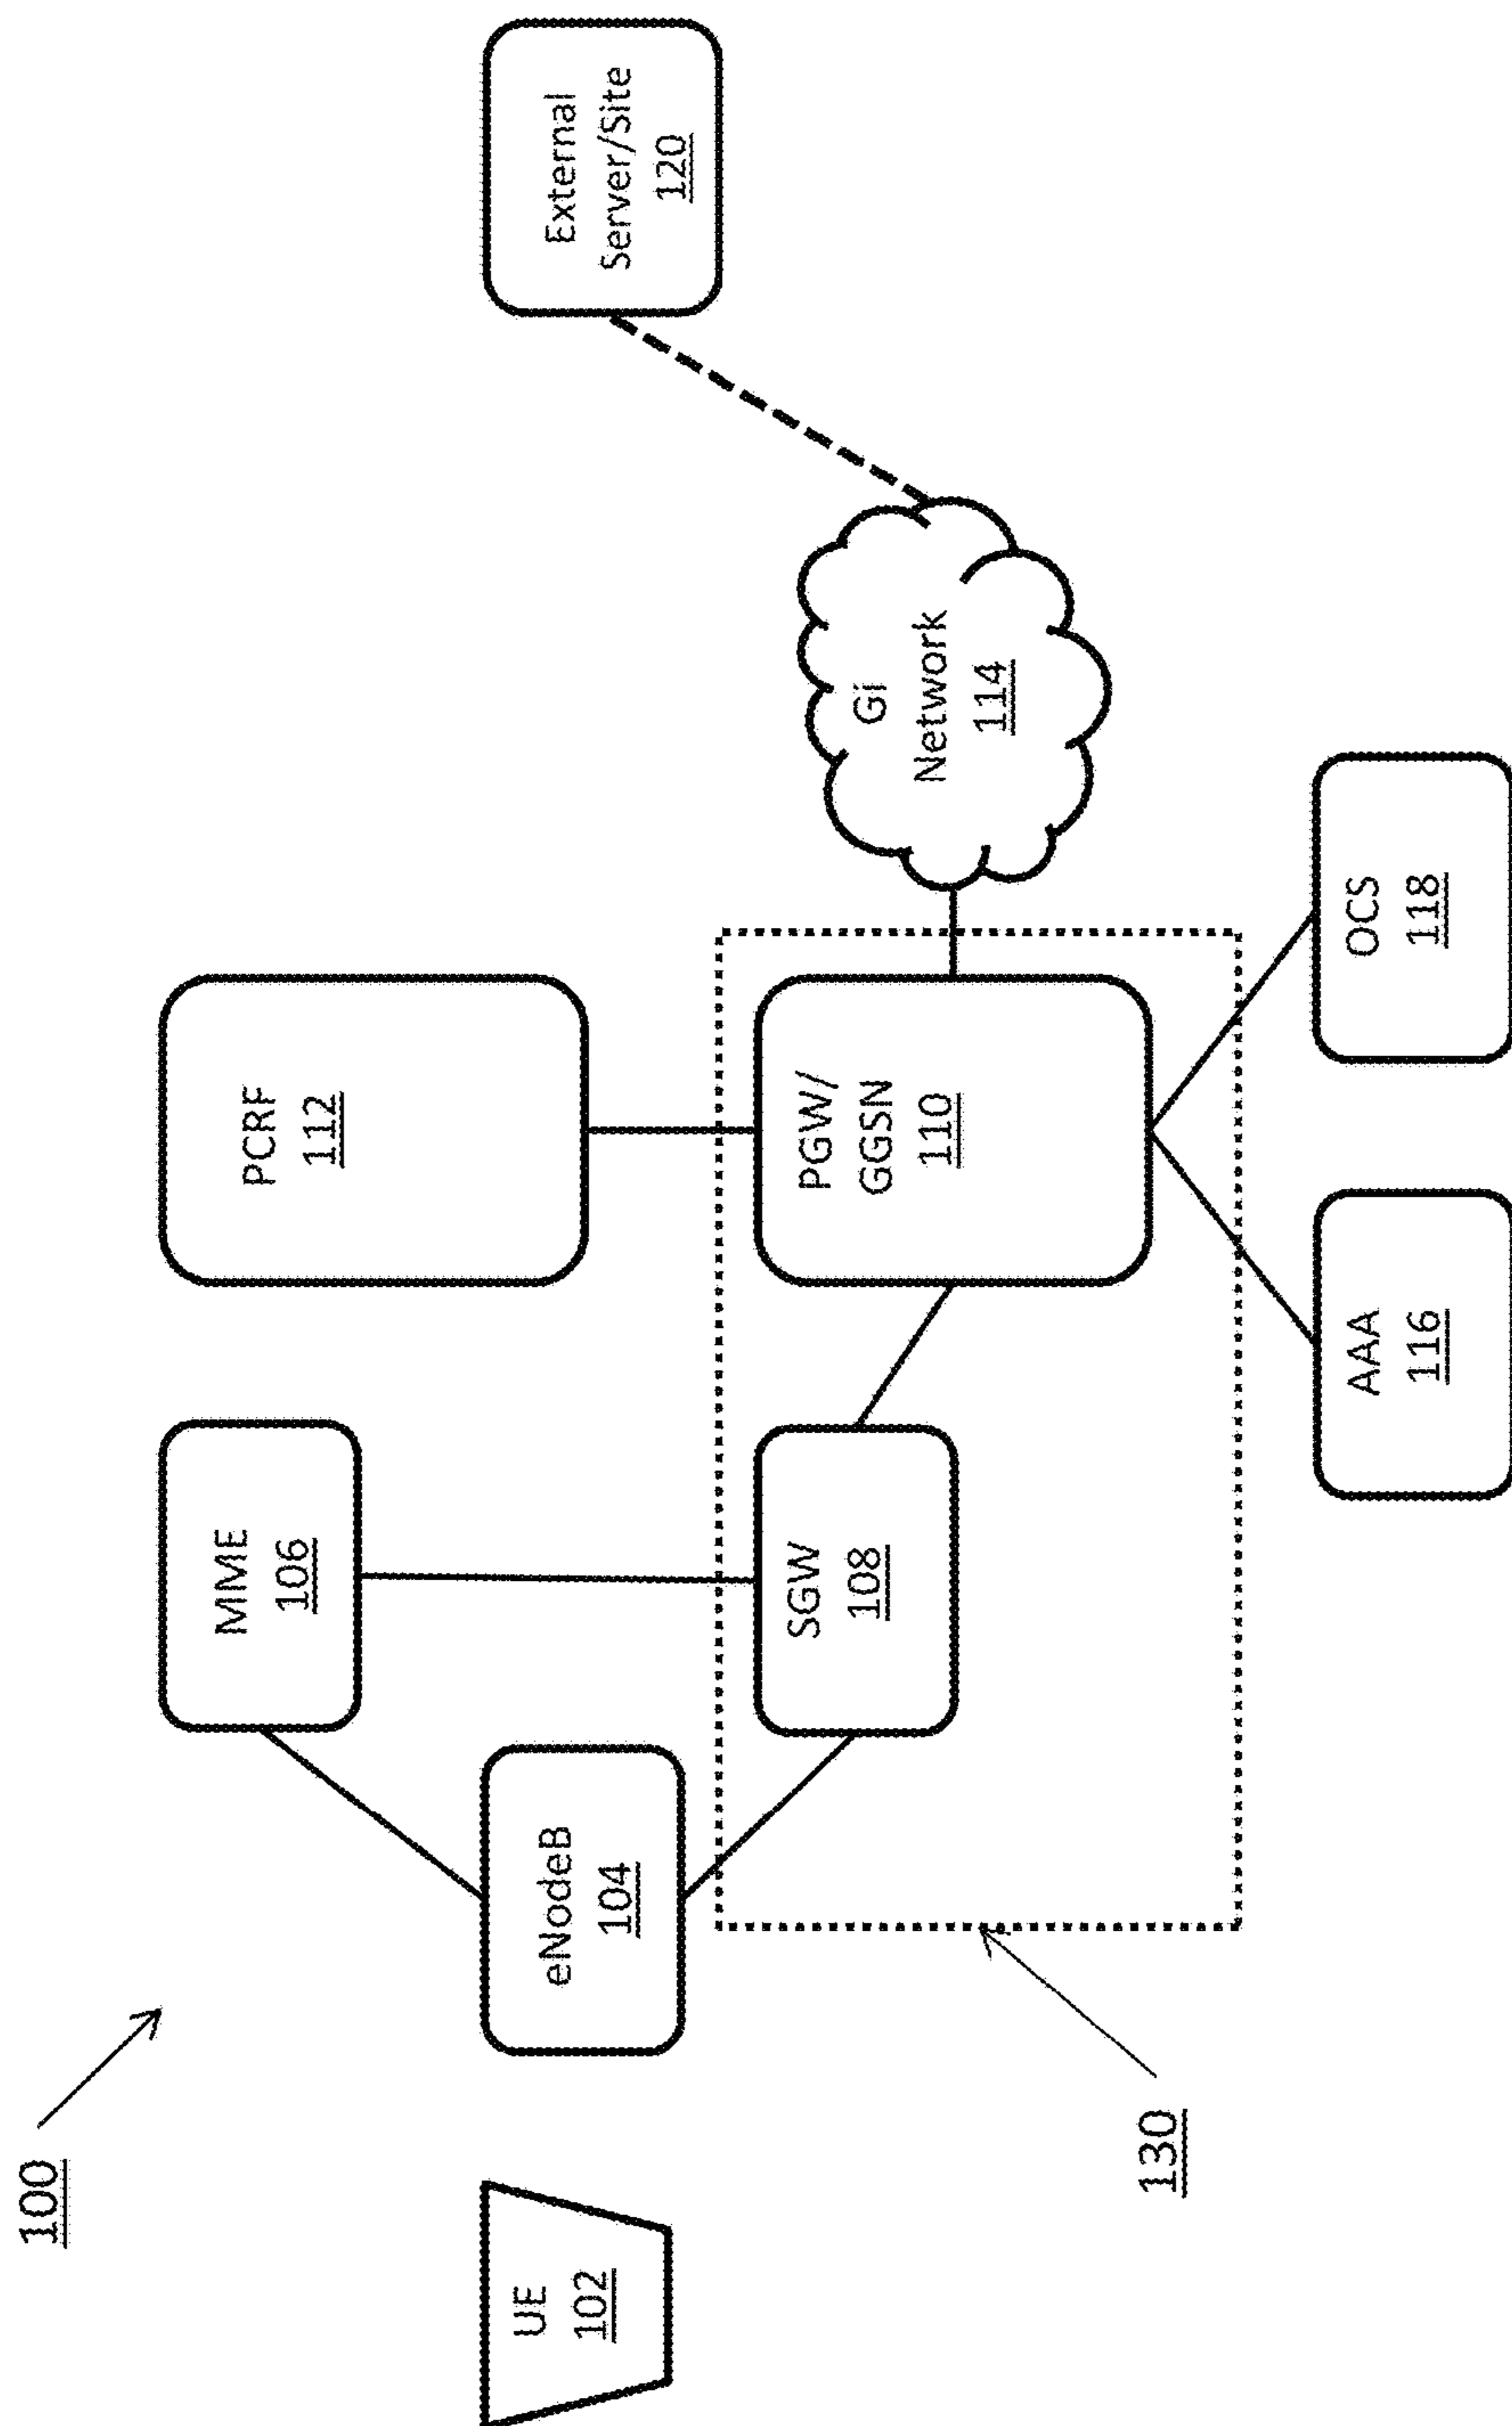 100
UE
102
eNodeB
104
MME
106
SGW
108
PCRF
112
PGW/
GGSN
110
130
AAA
116
OCS
118
Gi
Network
114
External
Server/Site
120